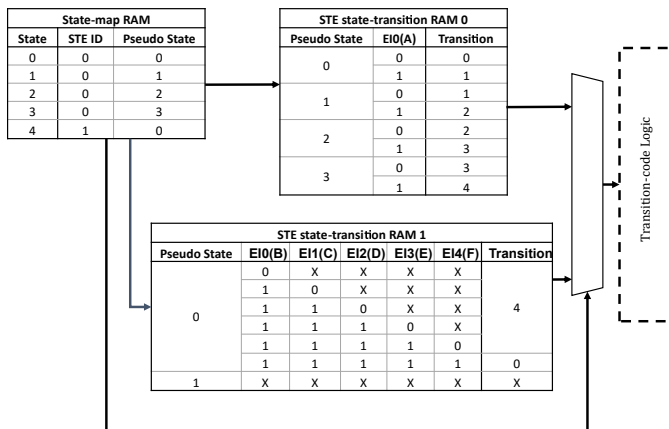 State-map RAM
State STE ID Pseudo State
0 0 0
1 0 1
2 0 2
3 0 3
4 1 0
STE state-transition RAM 0
Pseudo State EI0(A) Transition
0 0 0
1 1
1 0 1
1 2
2 0 2
1 3
3 0 3
1 4
STE state-transition RAM 1
Pseudo State EI0(B) EI1(C) EI2(D) EI3(E) EI4(F) Transition
0 0 X X X X 4
1 0 X X X
1 1 0 X X
1 1 1 0 X
1 1 1 1 0
1 1 1 1 1 0
1 X X X X X X
Transition-code Logic